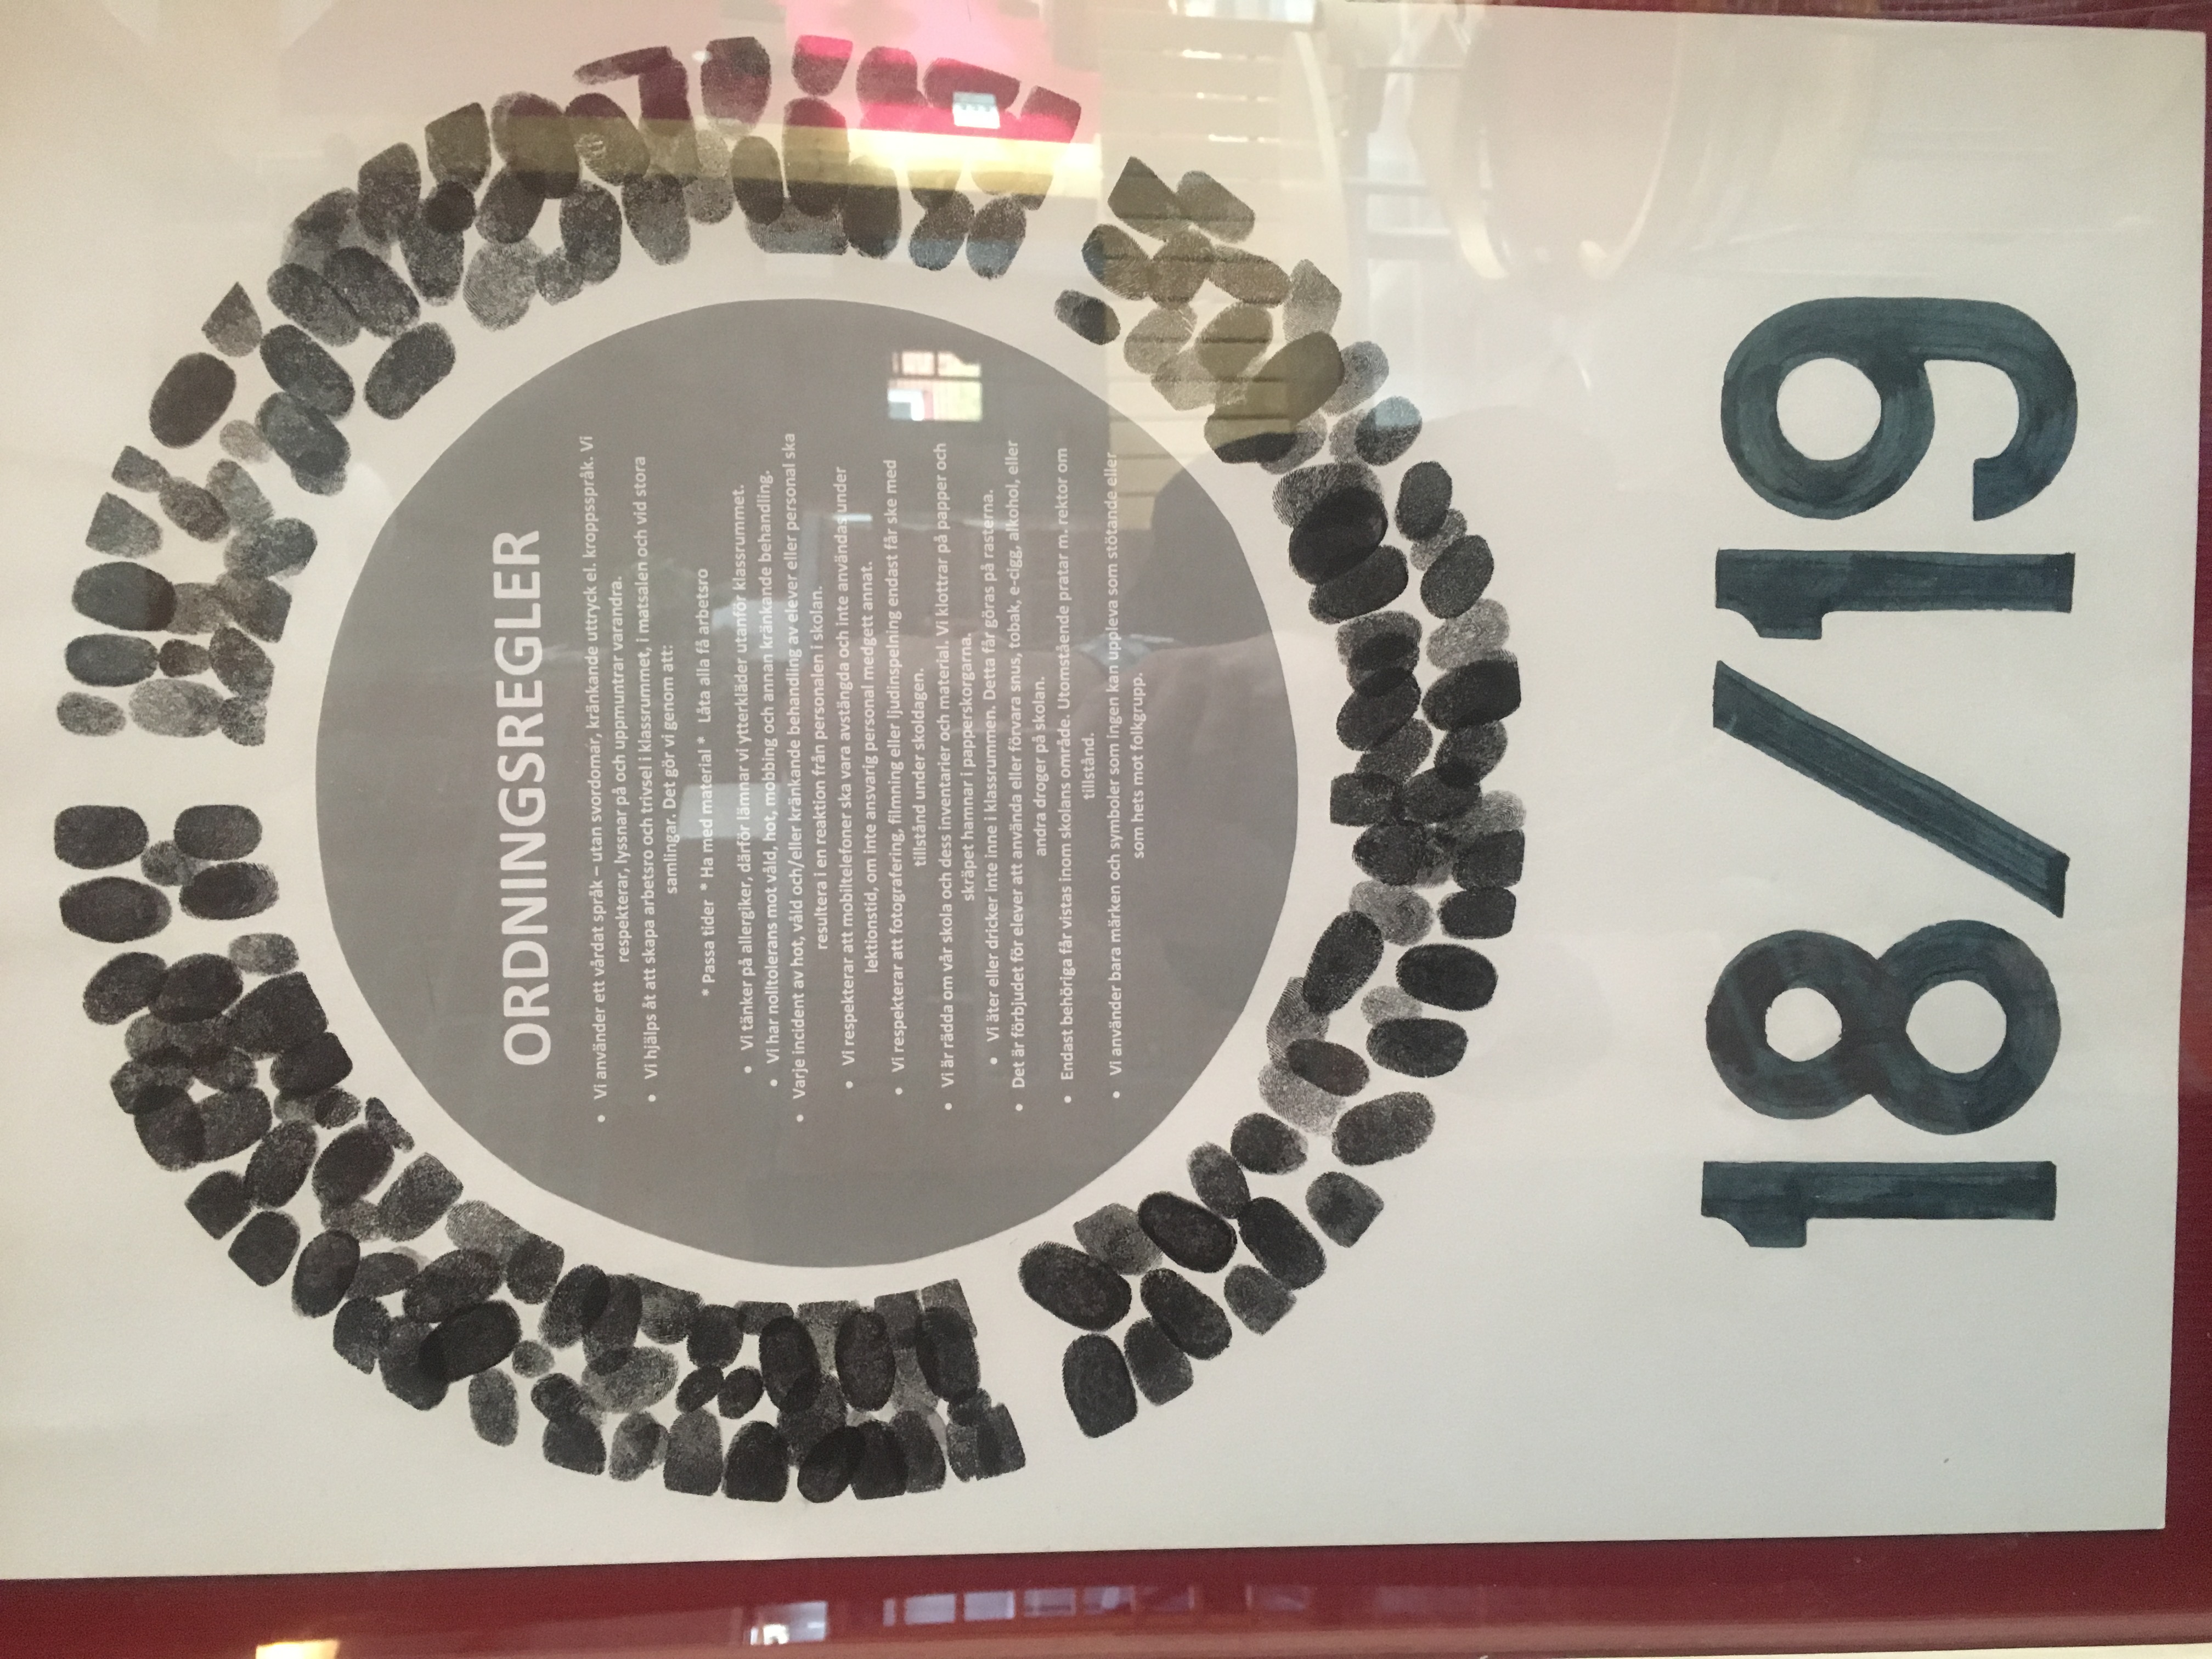 ORDNINGSREGLER
• Vi använder ett vårdat språk – utan svordomar, kränkande uttryck el. kroppsspråk. Vi
respekterar, lyssnar på och uppmuntrar varandra.
• Vi hjälps åt att skapa arbetsro och trivsel i klassrummet, i matsalen och vid stora
samlingar. Det gör vi genom att:
* Passa tider * Ha med material * Låta alla få arbetsro
• Vi tänker på allergiker, därför lämnar vi ytterkläder utanför klassrummet.
• Vi har nolltolerans mot våld, hot, mobbing och annan kränkande behandling.
• Varje incident av hot, våld och/eller kränkande behandling av elever eller personal ska
resultera i en reaktion från personalen i skolan.
• Vi respekterar att mobiltelefoner ska vara avstängda och inte användas under
lektionstid, om inte ansvarig personal medgett annat.
• Vi respekterar att fotografering, filmning eller ljudinspelning endast får ske med
tillstånd under skoldagen.
• Vi är rädda om vår skola och dess inventarier och material. Vi klottrar på papper och
skräpet hamnar i papperskorgarna.
• Vi äter eller dricker inte inne i klassrummen. Detta får göras på rasterna.
• Det är förbjudet för elever att använda eller förvara snus, tobak, e-cigg, alkohol, eller
andra droger på skolan.
• Endast behöriga får vistas inom skolans område. Utomstående pratar m. rektor om
tillstånd.
• Vi använder bara märken och symboler som ingen kan uppleva som stötande eller
som hets mot folkgrupp.
18/19